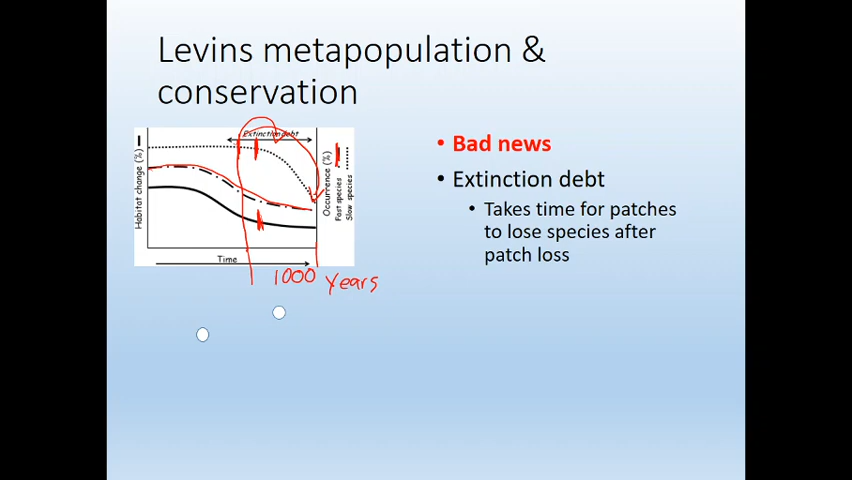 Levins metapopulation &
conservation
Extinction debt
Habitat change (%)
Occurrence (%)
Fast species
Slow species
Time
1000 years
• Bad news
• Extinction debt
• Takes time for patches
to lose species after
patch loss